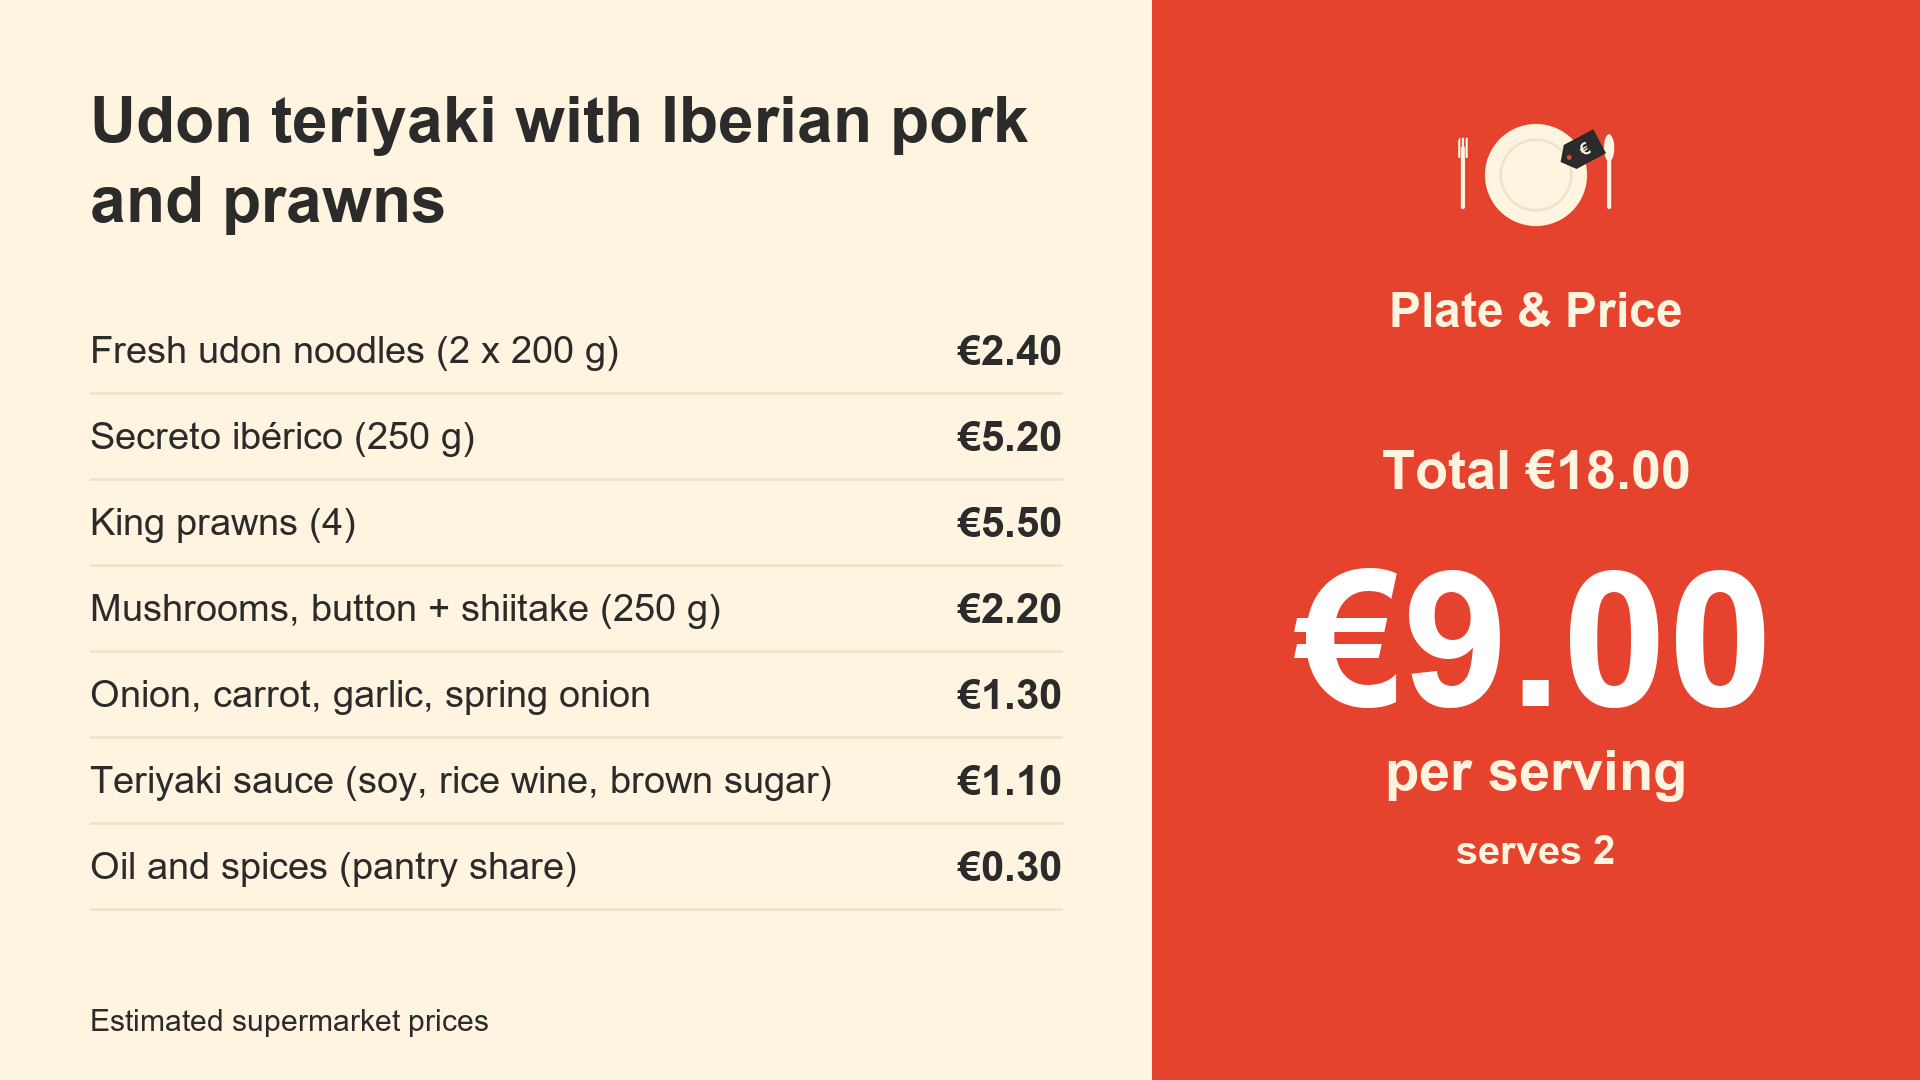 Udon teriyaki with Iberian pork
and prawns
Fresh udon noodles (2 x 200 g) €2.40
Secreto ibérico (250 g) €5.20
King prawns (4) €5.50
Mushrooms, button + shiitake (250 g) €2.20
Onion, carrot, garlic, spring onion €1.30
Teriyaki sauce (soy, rice wine, brown sugar) €1.10
Oil and spices (pantry share) €0.30
Estimated supermarket prices
€
Plate & Price
Total €18.00
€9.00
per serving
serves 2